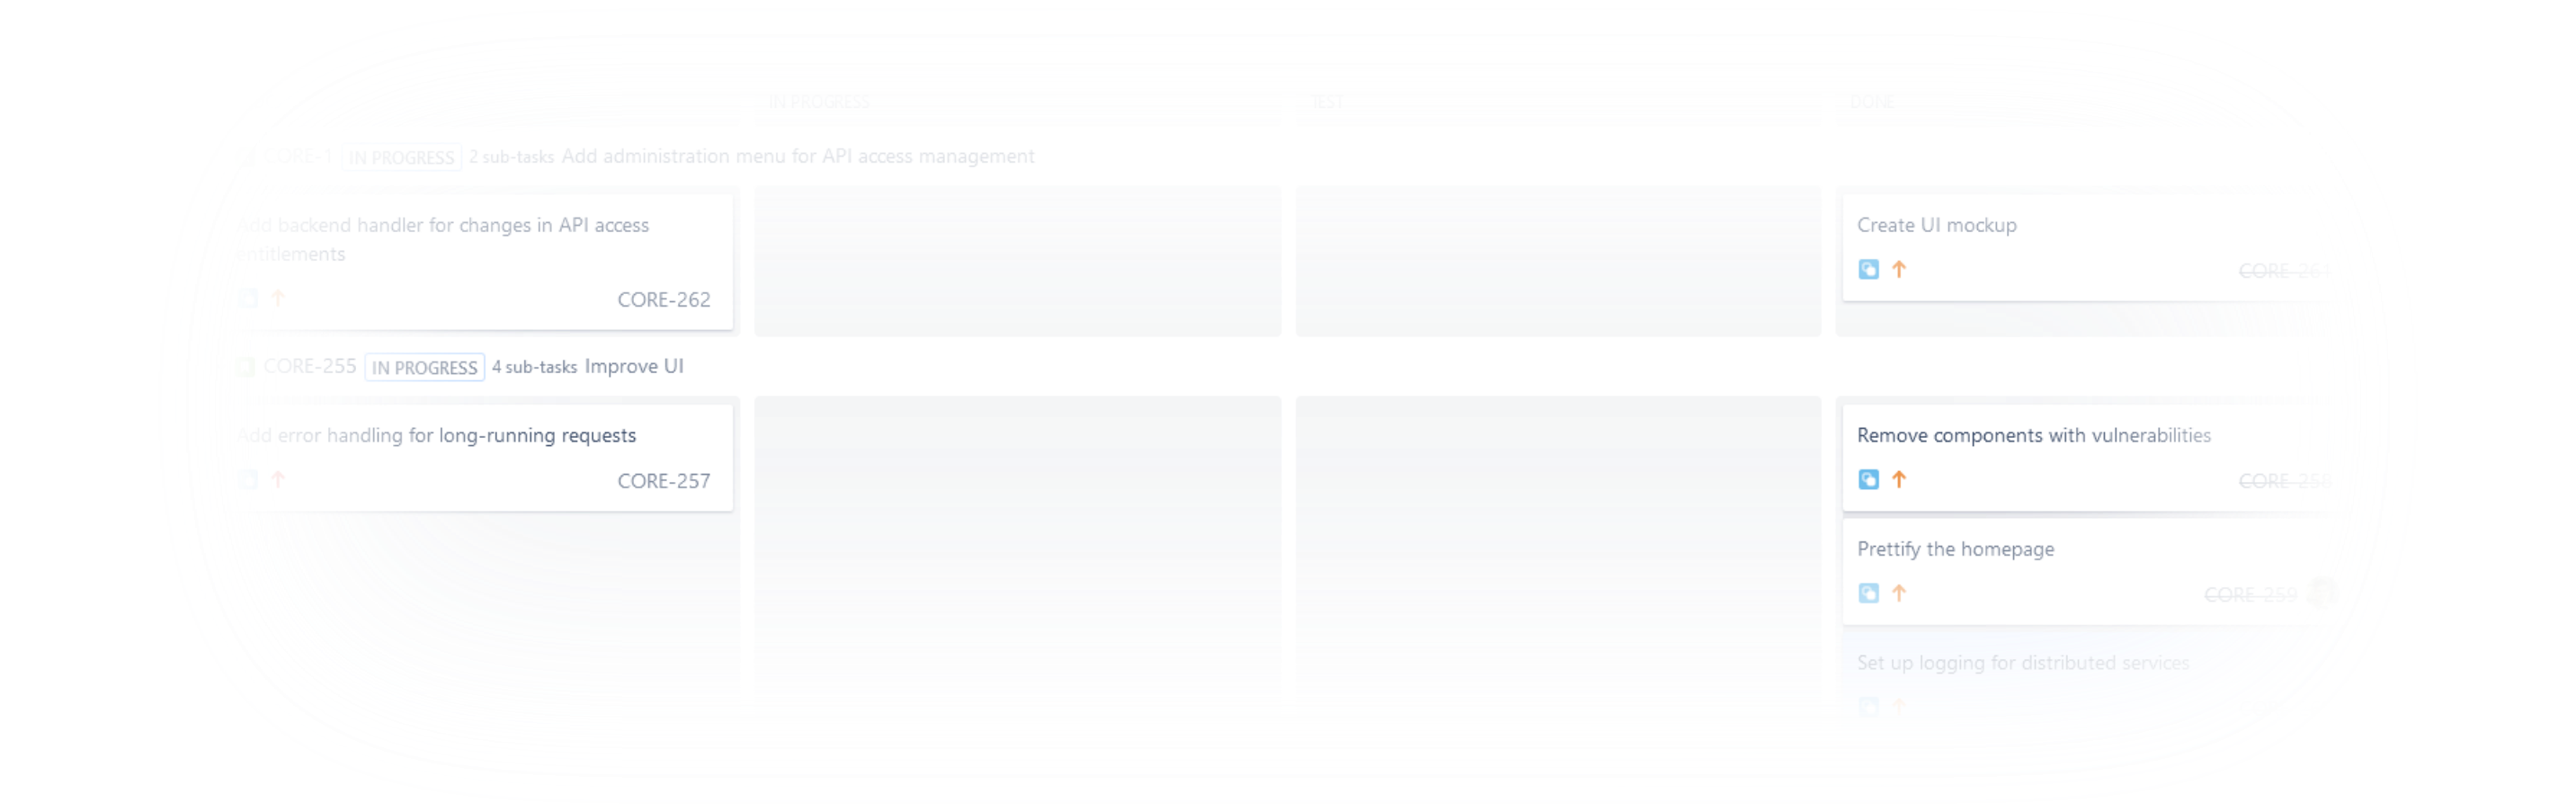 IN PROGRESS
TEST
DONE
CORE-1 IN PROGRESS 2 sub-tasks Add administration menu for API access management
Add backend handler for changes in API access
entitlements
CORE-262
Create UI mockup
CORE-261
CORE-255 IN PROGRESS 4 sub-tasks Improve UI
Add error handling for long-running requests
CORE-257
Remove components with vulnerabilities
CORE-258
Prettify the homepage
CORE-259
Set up logging for distributed services